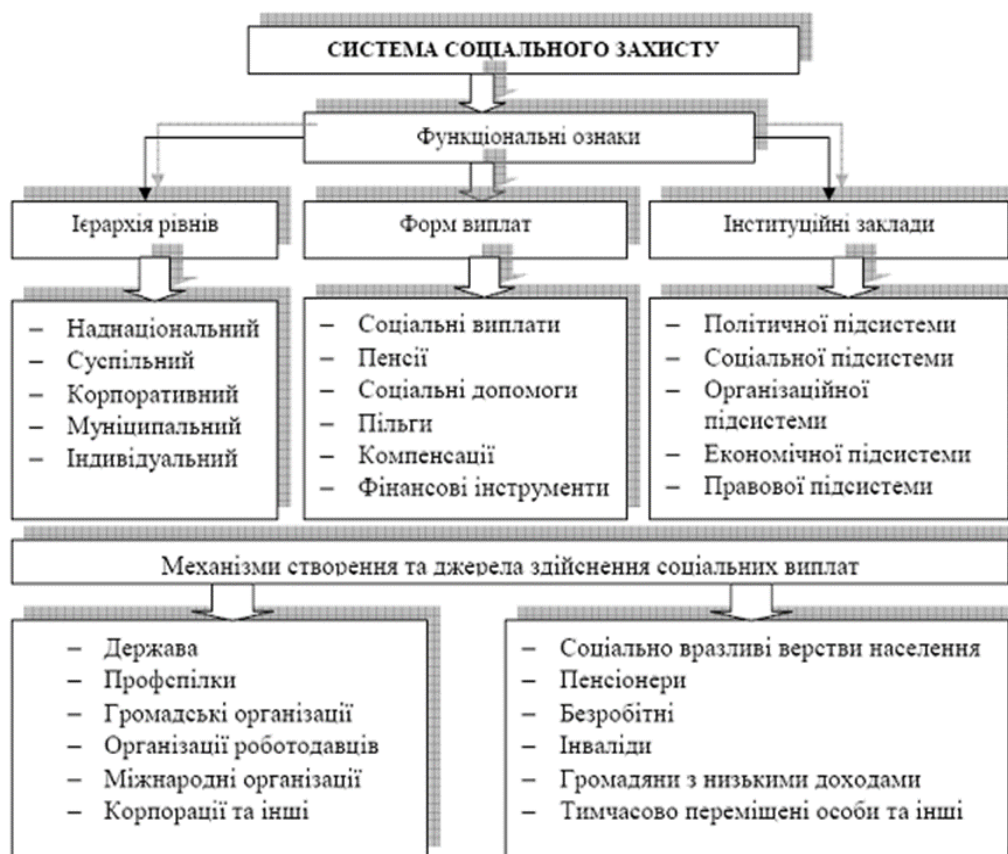 СИСТЕМА СОЦІАЛЬНОГО ЗАХИСТУ
Функціональні ознаки
Ієрархія рівнів
Форм виплат
Інституційні заклади
– Наднаціональний
– Суспільний
– Корпоративний
– Муніципальний
– Індивідуальний
– Соціальні виплати
– Пенсії
– Соціальні допомоги
– Пільги
– Компенсації
– Фінансові інструменти
– Політичної підсистеми
– Соціальної підсистеми
– Організаційної
підсистеми
– Економічної підсистеми
– Правової підсистеми
Механізми створення та джерела здійснення соціальних виплат
– Держава
– Профспілки
– Громадські організації
– Організації роботодавців
– Міжнародні організації
– Корпорації та інші
– Соціально вразливі верстви населення
– Пенсіонери
– Безробітні
– Інваліди
– Громадяни з низькими доходами
– Тимчасово переміщені особи та інші